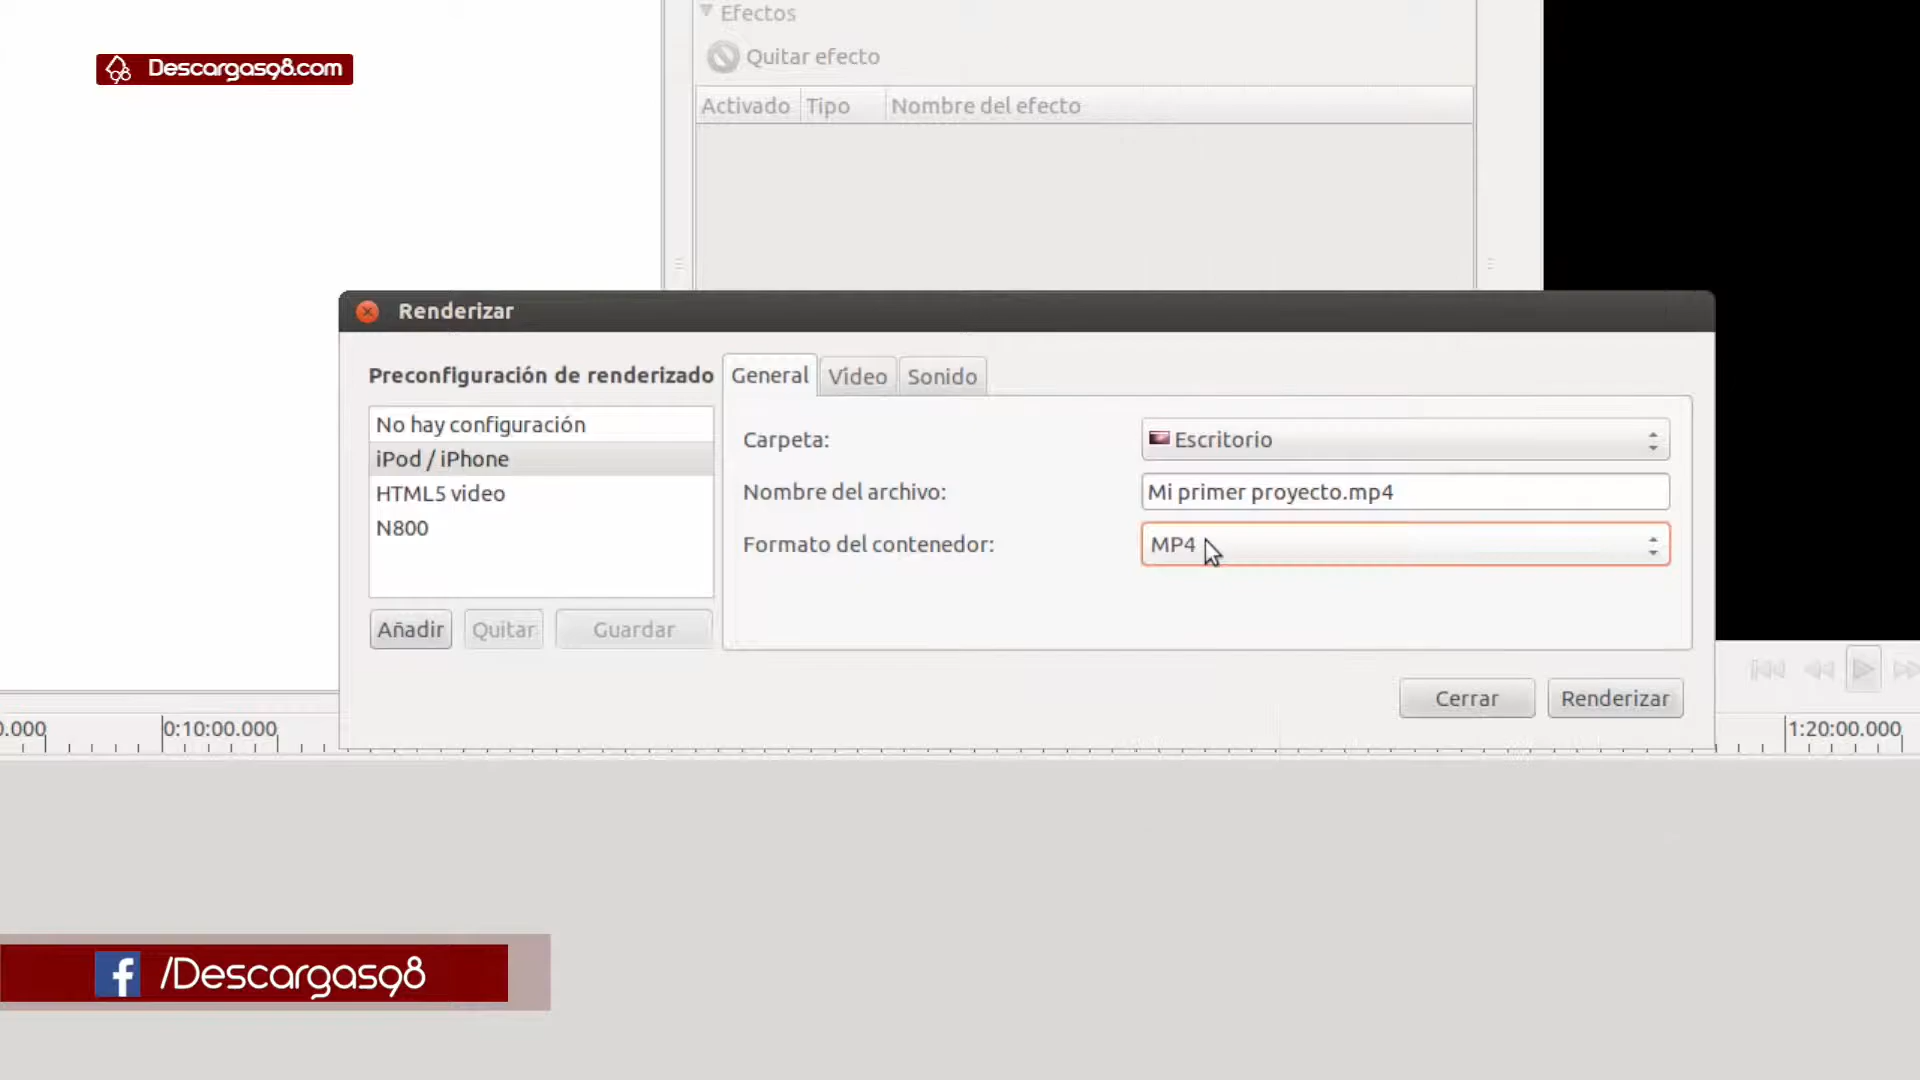 Efectos
Quitar efecto
Descargas98.com
Activado Tipo Nombre del efecto
Renderizar
Preconfiguración de renderizado
General Vídeo Sonido
No hay configuración
iPod / iPhone
HTML5 video
N800
Carpeta: Escritorio
Nombre del archivo: Mi primer proyecto.mp4
Formato del contenedor: MP4
Añadir Quitar Guardar
Cerrar Renderizar
0.000 0:10:00.000 1:20:00.000
f /Descargas98